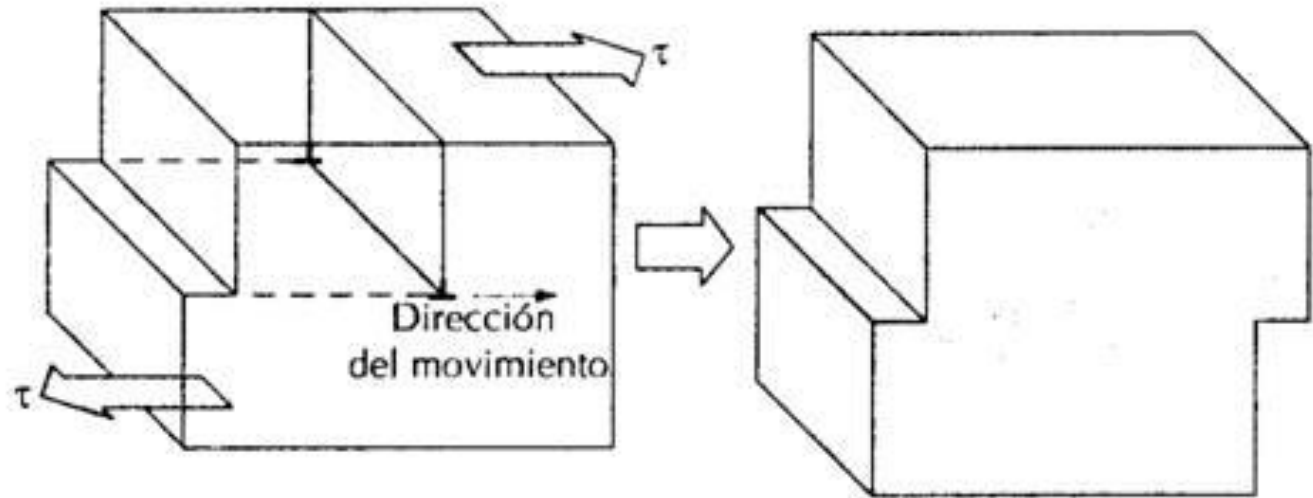 τ
Dirección
del movimiento
τ